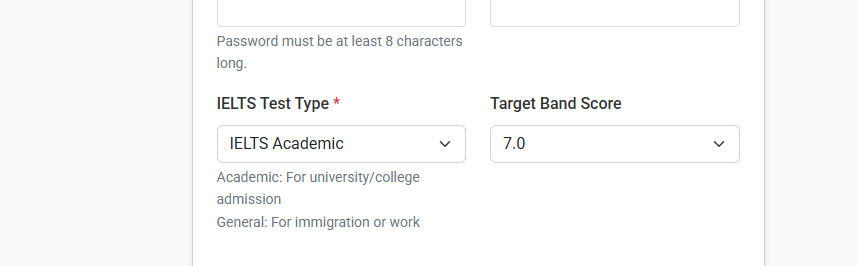 Password must be at least 8 characters
long.
IELTS Test Type *
Target Band Score
IELTS Academic
7.0
Academic: For university/college
admission
General: For immigration or work